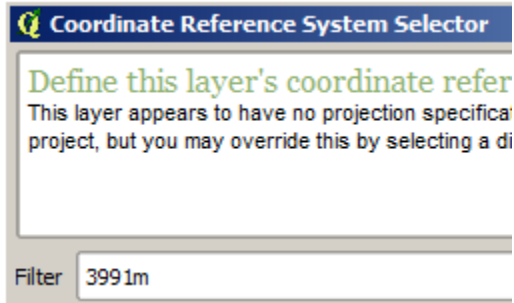 Coordinate Reference System Selector
Define this layer's coordinate refer
This layer appears to have no projection specificat
project, but you may override this by selecting a di
Filter 3991m